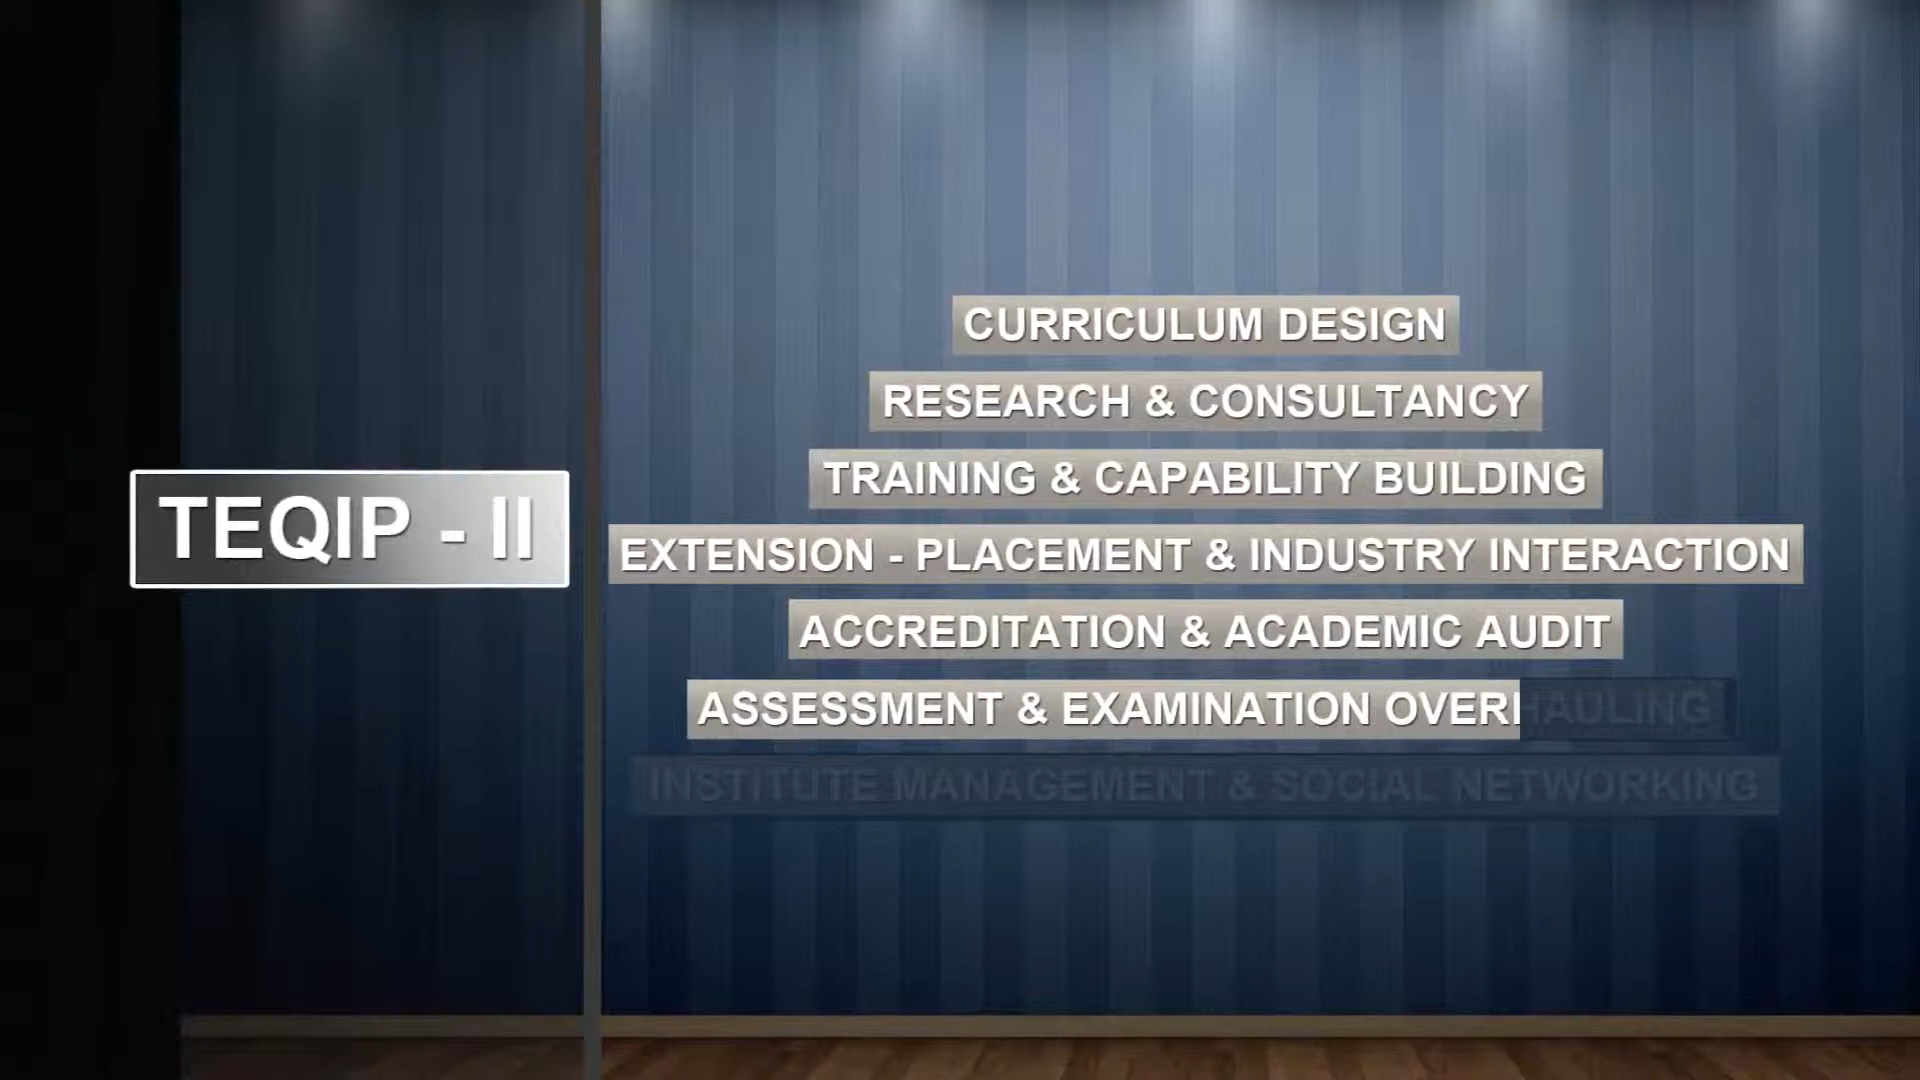 TEQIP - II
CURRICULUM DESIGN
RESEARCH & CONSULTANCY
TRAINING & CAPABILITY BUILDING
EXTENSION - PLACEMENT & INDUSTRY INTERACTION
ACCREDITATION & ACADEMIC AUDIT
ASSESSMENT & EXAMINATION OVERHAULING
INSTITUTE MANAGEMENT & SOCIAL NETWORKING